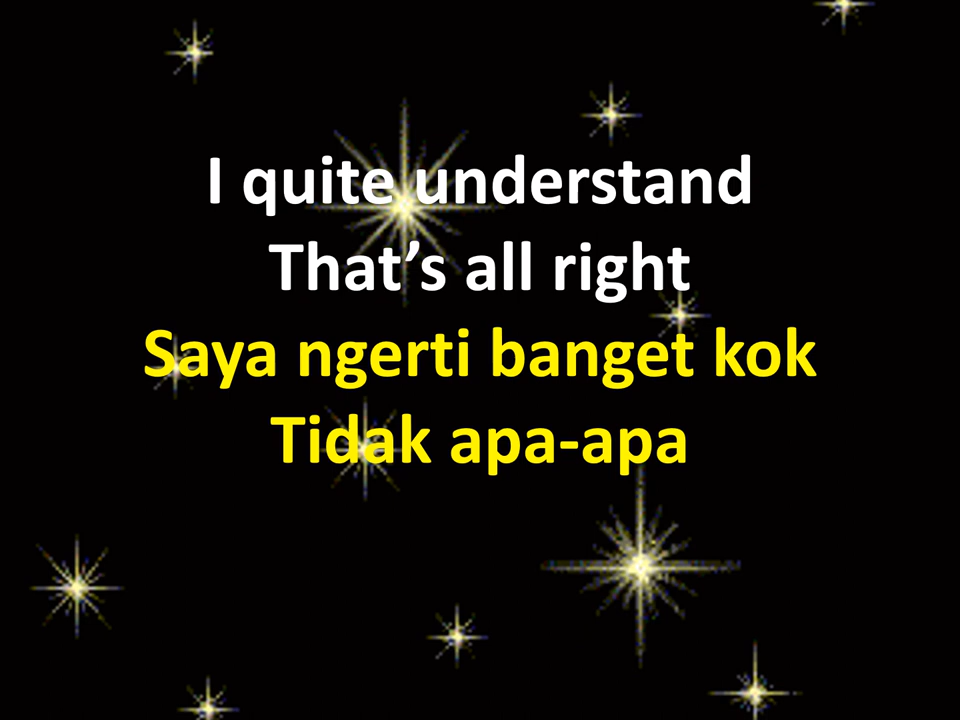 I quite understand
That’s all right
Saya ngerti banget kok
Tidak apa-apa